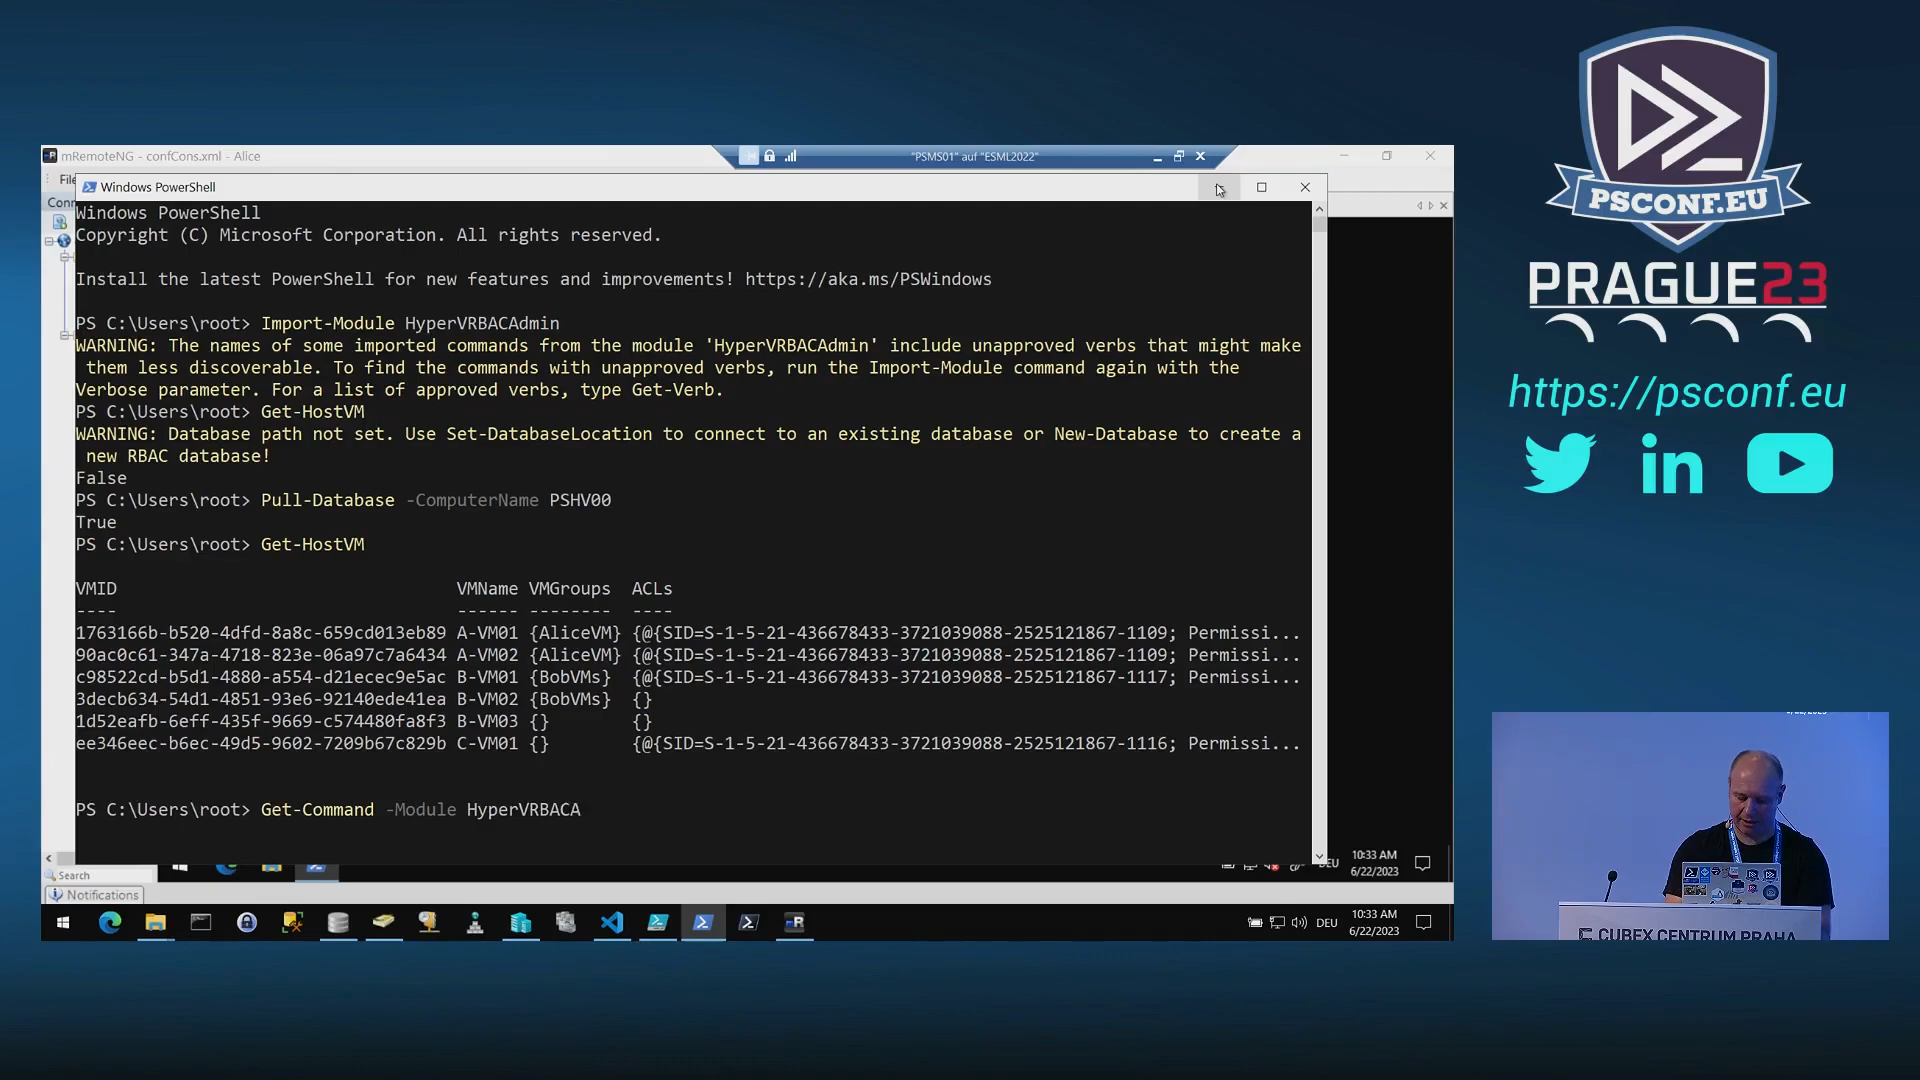 mRemoteNG - confCons.xml - Alice
"PSMS01" auf "ESML2022"
File
Windows PowerShell
Conn
Windows PowerShell
Copyright (C) Microsoft Corporation. All rights reserved.
Install the latest PowerShell for new features and improvements! https://aka.ms/PSWindows
PS C:\Users\root> Import-Module HyperVRBACAdmin
WARNING: The names of some imported commands from the module 'HyperVRBACAdmin' include unapproved verbs that might make
them less discoverable. To find the commands with unapproved verbs, run the Import-Module command again with the
Verbose parameter. For a list of approved verbs, type Get-Verb.
PS C:\Users\root> Get-HostVM
WARNING: Database path not set. Use Set-DatabaseLocation to connect to an existing database or New-Database to create a
new RBAC database!
False
PS C:\Users\root> Pull-Database -ComputerName PSHV00
True
PS C:\Users\root> Get-HostVM
VMID VMName VMGroups ACLs
---- ------ -------- ----
1763166b-b520-4dfd-8a8c-659cd013eb89 A-VM01 {AliceVM} {@{SID=S-1-5-21-436678433-3721039088-2525121867-1109; Permissi...
90ac0c61-347a-4718-823e-06a97c7a6434 A-VM02 {AliceVM} {@{SID=S-1-5-21-436678433-3721039088-2525121867-1109; Permissi...
c98522cd-b5d1-4880-a554-d21ecec9e5ac B-VM01 {BobVMs} {@{SID=S-1-5-21-436678433-3721039088-2525121867-1117; Permissi...
3decb634-54d1-4851-93e6-92140ede41ea B-VM02 {BobVMs} {}
1d52eafb-6eff-435f-9669-c574480fa8f3 B-VM03 {} {}
ee346eec-b6ec-49d5-9602-7209b67c829b C-VM01 {} {@{SID=S-1-5-21-436678433-3721039088-2525121867-1116; Permissi...
PS C:\Users\root> Get-Command -Module HyperVRBACA
10:33 AM
6/22/2023
Search
Notifications
DEU
10:33 AM
6/22/2023
PSCONF.EU
PRAGUE23
https://psconf.eu
in
CUBEX CENTRUM PRAHA